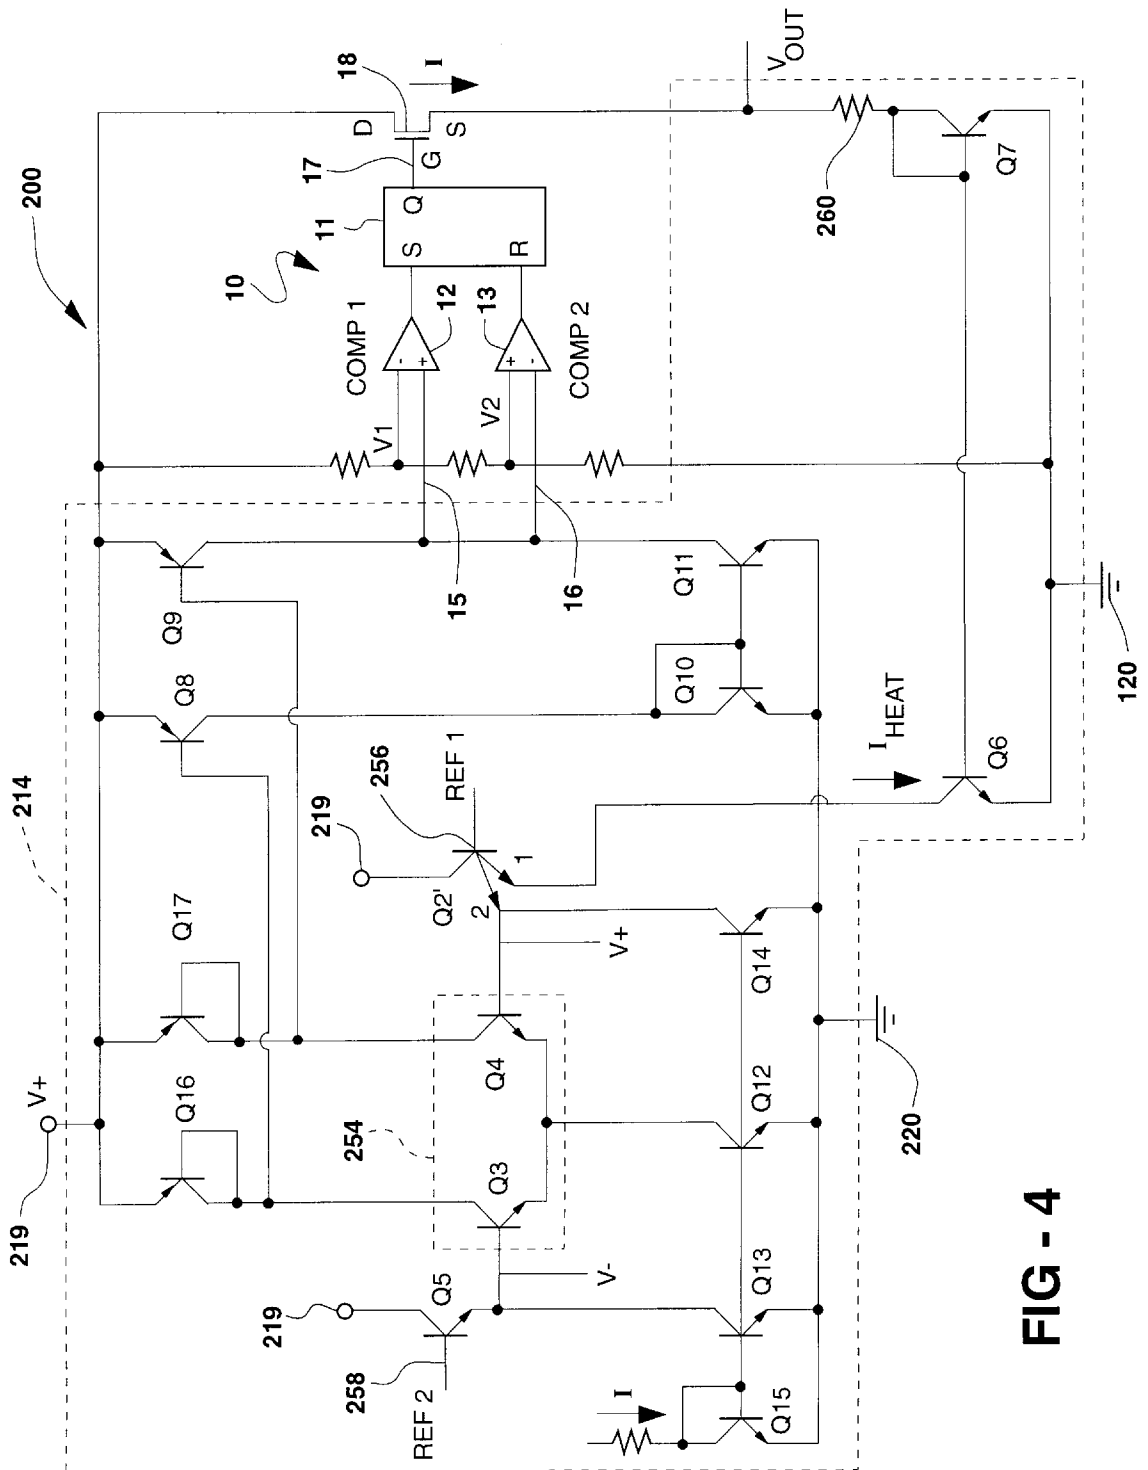 200
18
I
D
S
G
17
Q
S
R
11
10
COMP 1
12
13
COMP 2
-
+
+
-
V1
V2
15
16
V
OUT
260
Q7
120
Q9
Q8
Q11
Q10
I
HEAT
Q6
214
REF 1
256
219
Q2'
1
2
V+
Q14
Q17
Q16
V+
219
254
Q4
Q3
Q12
220
V-
Q5
219
258
REF 2
Q13
I
Q15
FIG - 4